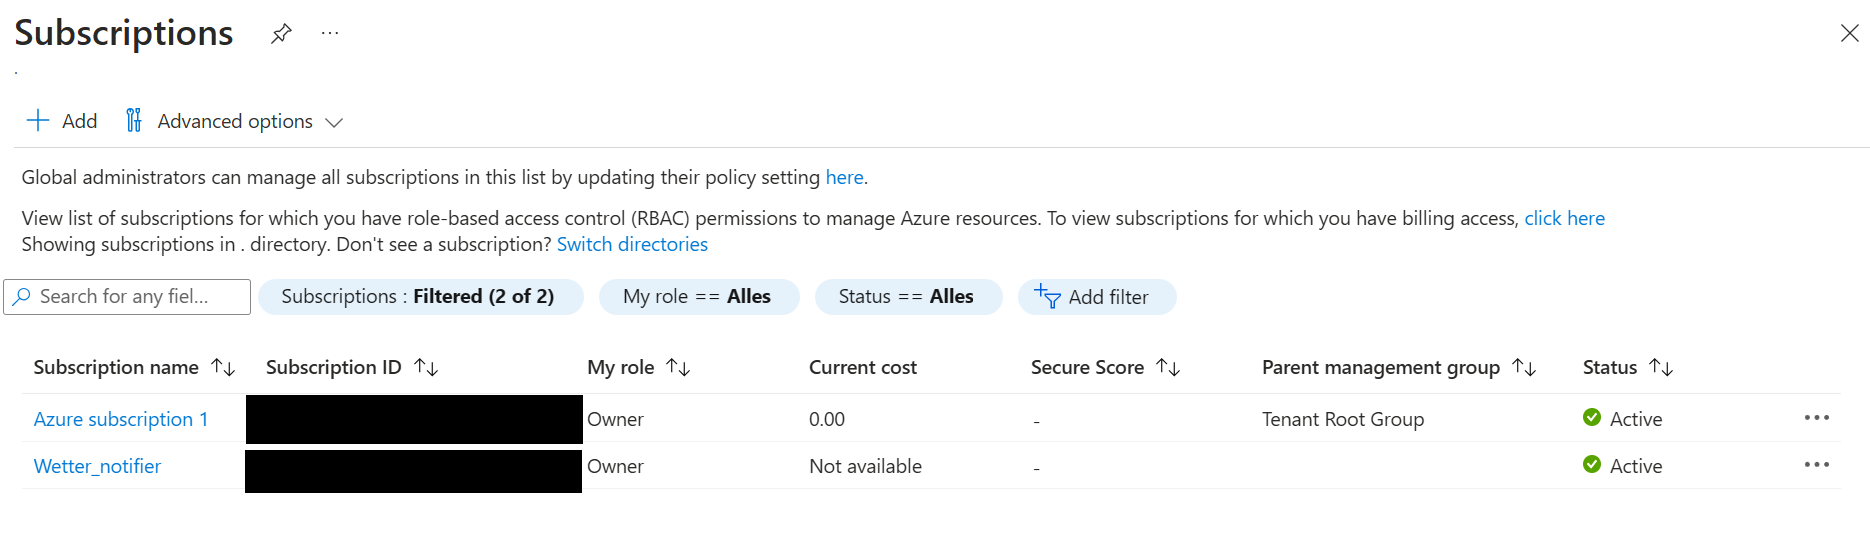 Subscriptions
.
Add Advanced options
Global administrators can manage all subscriptions in this list by updating their policy setting here.
View list of subscriptions for which you have role-based access control (RBAC) permissions to manage Azure resources. To view subscriptions for which you have billing access, click here
Showing subscriptions in . directory. Don't see a subscription? Switch directories
Search for any fiel... Subscriptions : Filtered (2 of 2) My role == Alles Status == Alles Add filter
Subscription name Subscription ID My role Current cost Secure Score Parent management group Status
Azure subscription 1 Owner 0.00 - Tenant Root Group Active
Wetter_notifier Owner Not available - Active